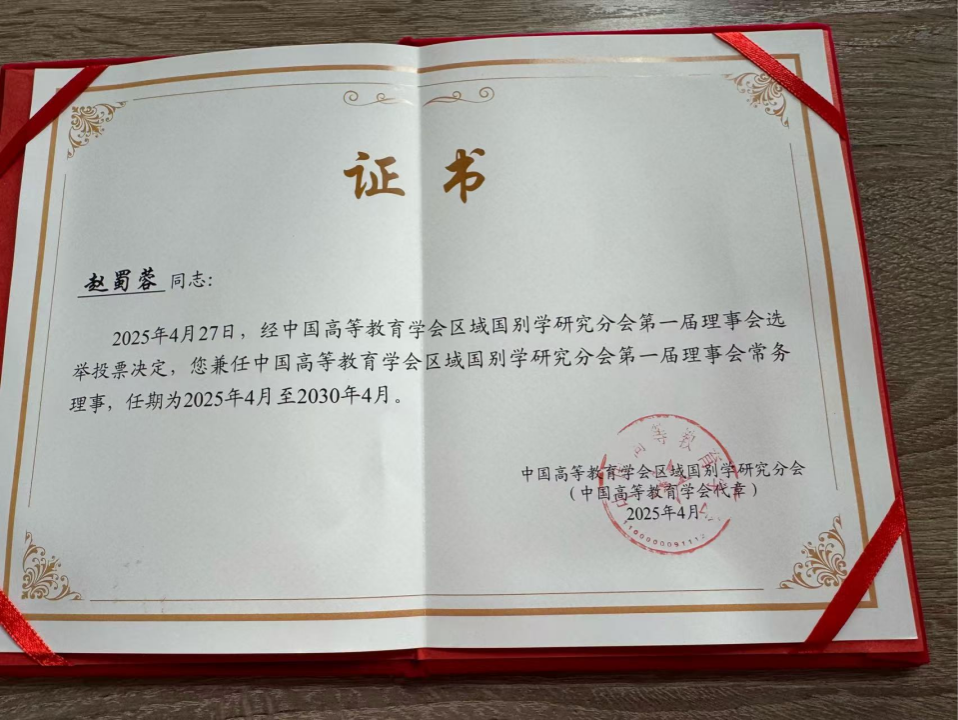 证书
赵蜀蓉 同志：
2025年4月27日，经中国高等教育学会区域国别学研究分会第一届理事会选
举投票决定，您兼任中国高等教育学会区域国别学研究分会第一届理事会常务
理事，任期为2025年4月至2030年4月。
中国高等教育学会区域国别学研究分会
（中国高等教育学会代章）
2025年4月